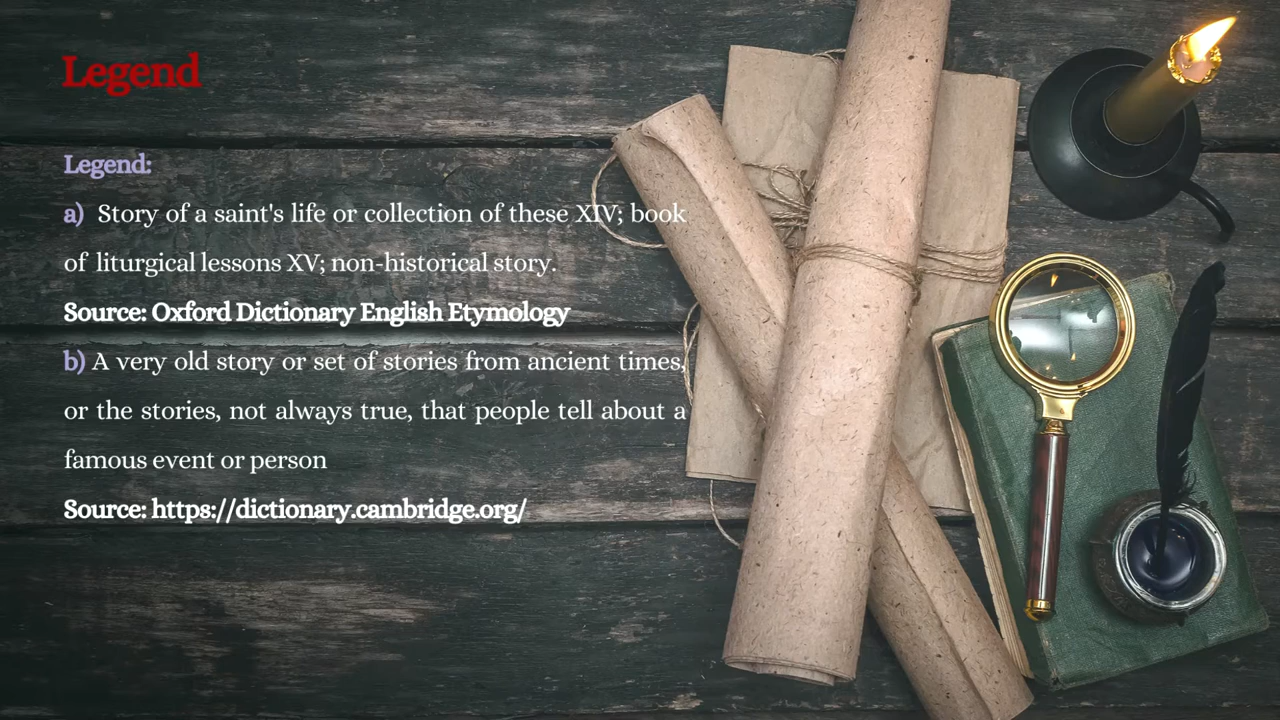 Legend
Legend:
a) Story of a saint's life or collection of these XIV; book
of liturgical lessons XV; non-historical story.
Source: Oxford Dictionary English Etymology
b) A very old story or set of stories from ancient times,
or the stories, not always true, that people tell about a
famous event or person
Source: https://dictionary.cambridge.org/